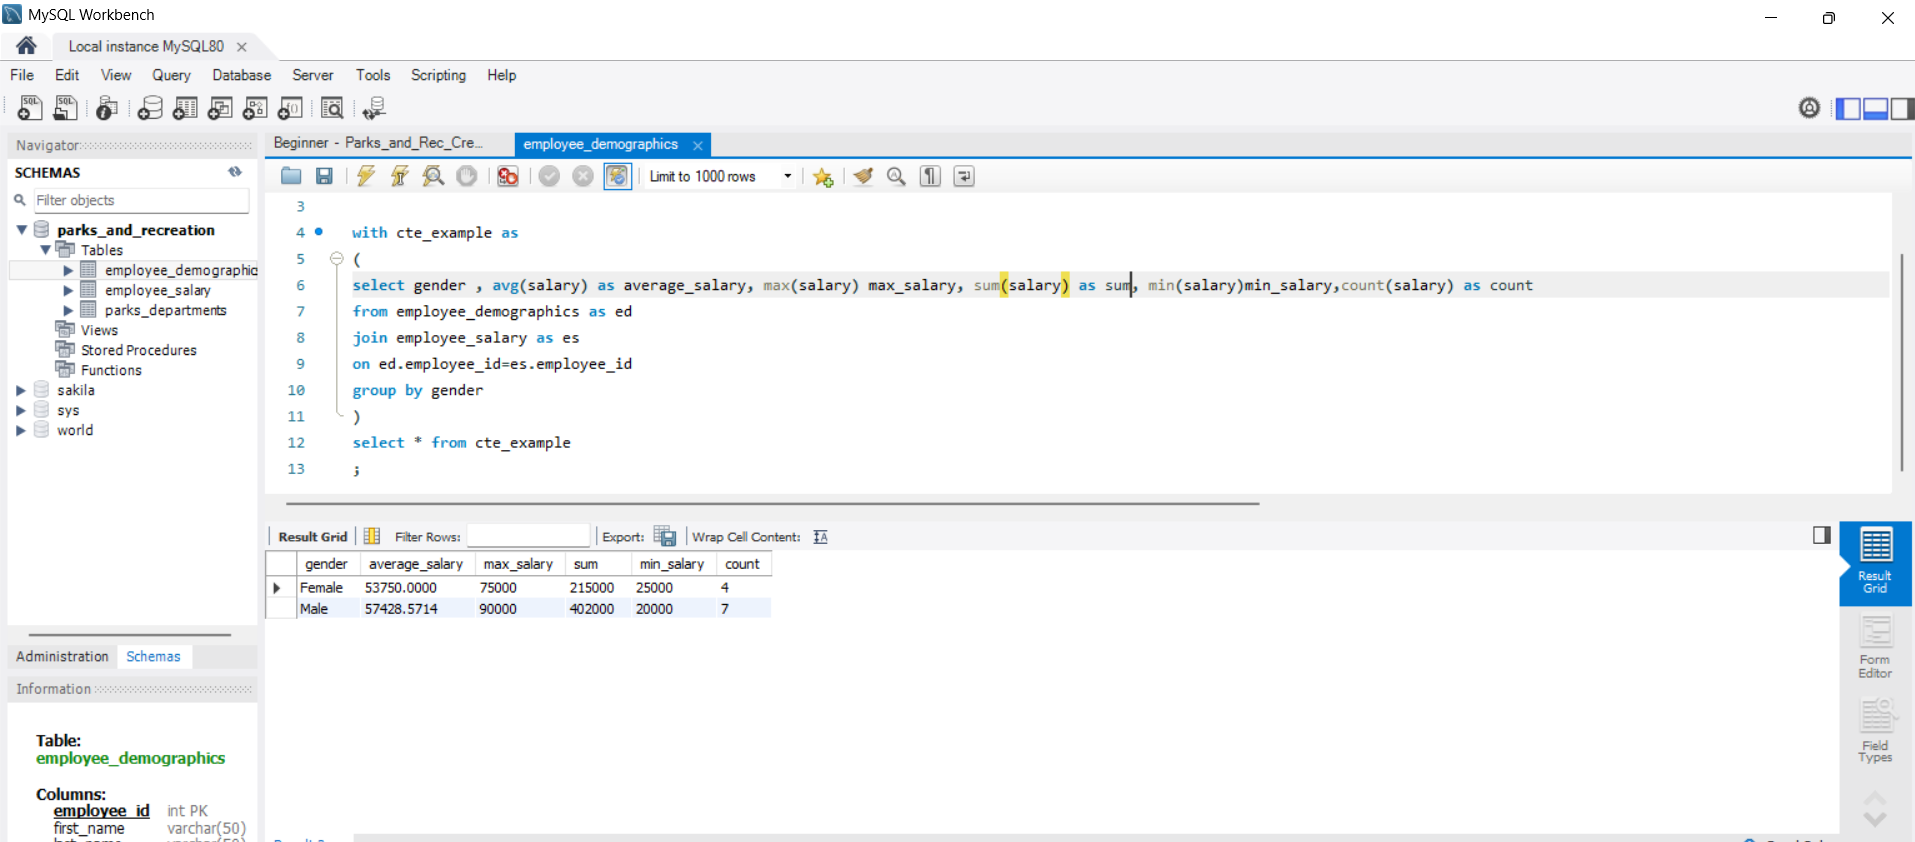 MySQL Workbench
Local instance MySQL80
File Edit View Query Database Server Tools Scripting Help
Navigator
SCHEMAS
Filter objects
parks_and_recreation
Tables
employee_demographic
employee_salary
parks_departments
Views
Stored Procedures
Functions
sakila
sys
world
Administration Schemas
Information
Table:
employee_demographics
Columns:
employee_id int PK
first_name varchar(50)
Beginner - Parks_and_Rec_Cre... employee_demographics
Limit to 1000 rows
3
4 with cte_example as
5 (
6 select gender , avg(salary) as average_salary, max(salary) max_salary, sum(salary) as sum, min(salary)min_salary,count(salary) as count
7 from employee_demographics as ed
8 join employee_salary as es
9 on ed.employee_id=es.employee_id
10 group by gender
11 )
12 select * from cte_example
13 ;
Result Grid Filter Rows: Export: Wrap Cell Content:
gender average_salary max_salary sum min_salary count
Female 53750.0000 75000 215000 25000 4
Male 57428.5714 90000 402000 20000 7
Result
Grid
Form
Editor
Field
Types